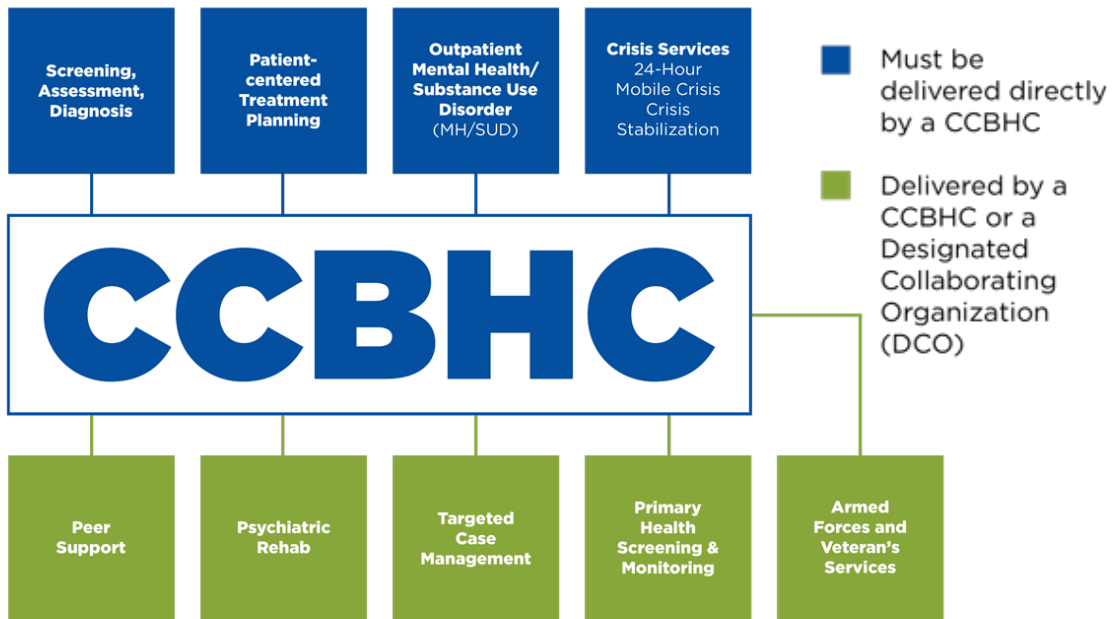 Screening,
Assessment,
Diagnosis
Patient-
centered
Treatment
Planning
Outpatient
Mental Health/
Substance Use
Disorder
(MH/SUD)
Crisis Services
24-Hour
Mobile Crisis
Crisis
Stabilization
Must be
delivered directly
by a CCBHC
Delivered by a
CCBHC or a
Designated
Collaborating
Organization
(DCO)
CCBHC
Peer
Support
Psychiatric
Rehab
Targeted
Case
Management
Primary
Health
Screening &
Monitoring
Armed
Forces and
Veteran's
Services